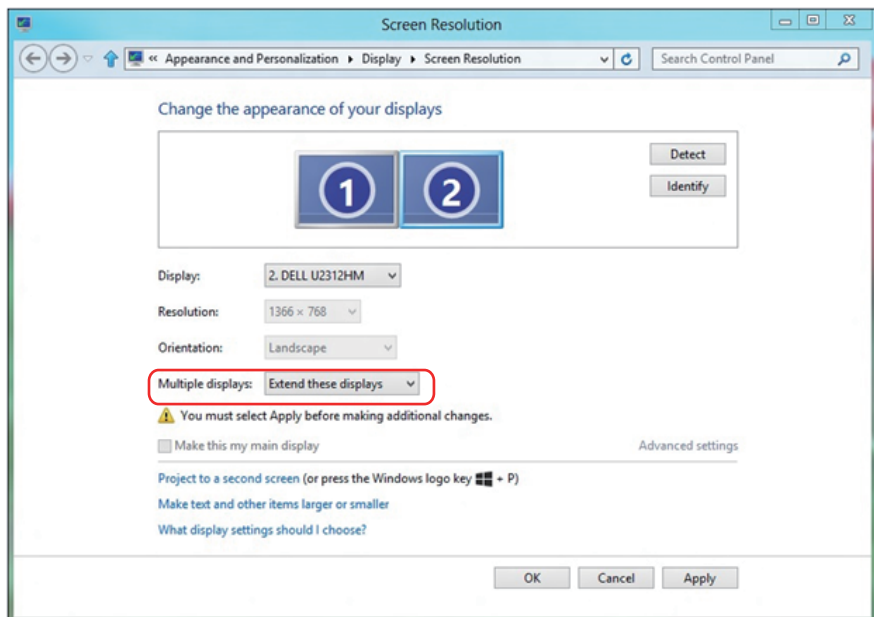 Screen Resolution
« Appearance and Personalization ▸ Display ▸ Screen Resolution
Search Control Panel
Change the appearance of your displays
1 2
Detect
Identify
Display: 2. DELL U2312HM
Resolution: 1366 × 768
Orientation: Landscape
Multiple displays: Extend these displays
You must select Apply before making additional changes.
Make this my main display
Advanced settings
Project to a second screen (or press the Windows logo key + P)
Make text and other items larger or smaller
What display settings should I choose?
OK Cancel Apply